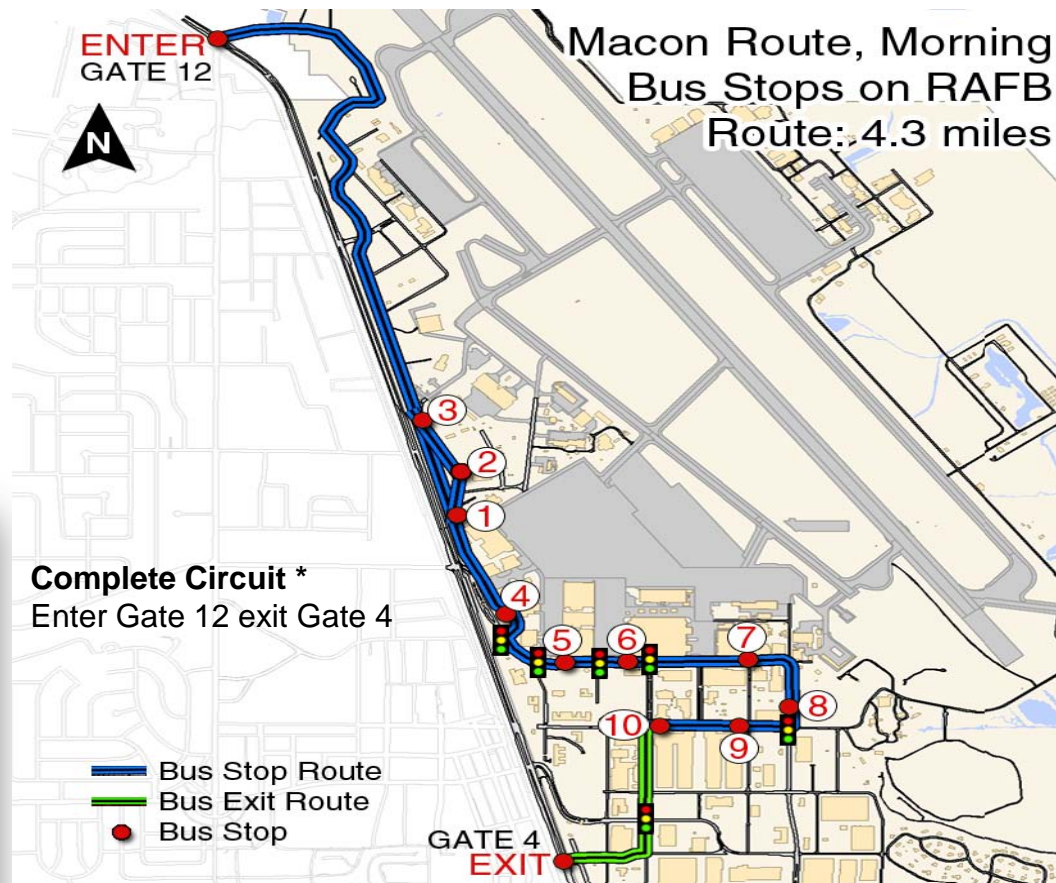 Macon Route, Morning
Bus Stops on RAFB
Route: 4.3 miles
ENTER
GATE 12
N
3
2
1
Complete Circuit *
Enter Gate 12 exit Gate 4
4
5
6
7
8
10
9
Bus Stop Route
Bus Exit Route
Bus Stop
GATE 4
EXIT